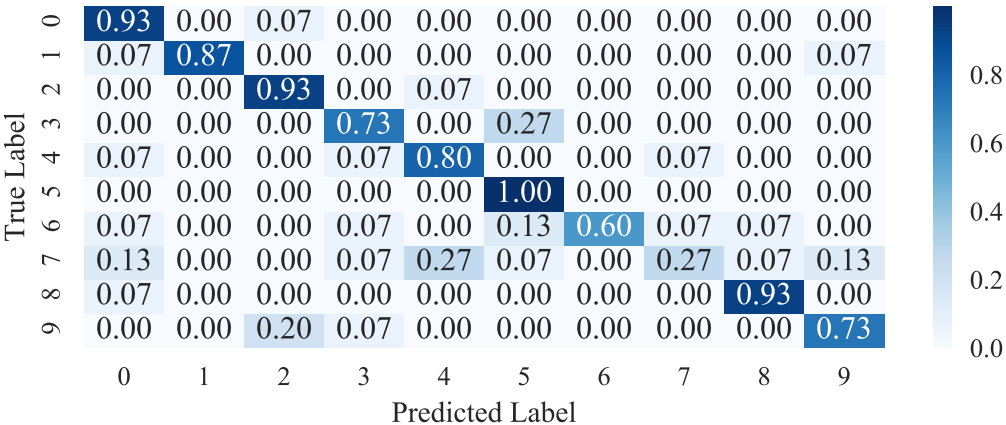 0 0.93 0.00 0.07 0.00 0.00 0.00 0.00 0.00 0.00 0.00
1 0.07 0.87 0.00 0.00 0.00 0.00 0.00 0.00 0.00 0.07
2 0.00 0.00 0.93 0.00 0.07 0.00 0.00 0.00 0.00 0.00
3 0.00 0.00 0.00 0.73 0.00 0.27 0.00 0.00 0.00 0.00
4 0.07 0.00 0.00 0.07 0.80 0.00 0.00 0.07 0.00 0.00
5 0.00 0.00 0.00 0.00 0.00 1.00 0.00 0.00 0.00 0.00
6 0.07 0.00 0.00 0.07 0.00 0.13 0.60 0.07 0.07 0.00
7 0.13 0.00 0.00 0.07 0.27 0.07 0.00 0.27 0.07 0.13
8 0.07 0.00 0.00 0.00 0.00 0.00 0.00 0.00 0.93 0.00
9 0.00 0.00 0.20 0.07 0.00 0.00 0.00 0.00 0.00 0.73
0 1 2 3 4 5 6 7 8 9
Predicted Label
True Label
0.8
0.6
0.4
0.2
0.0